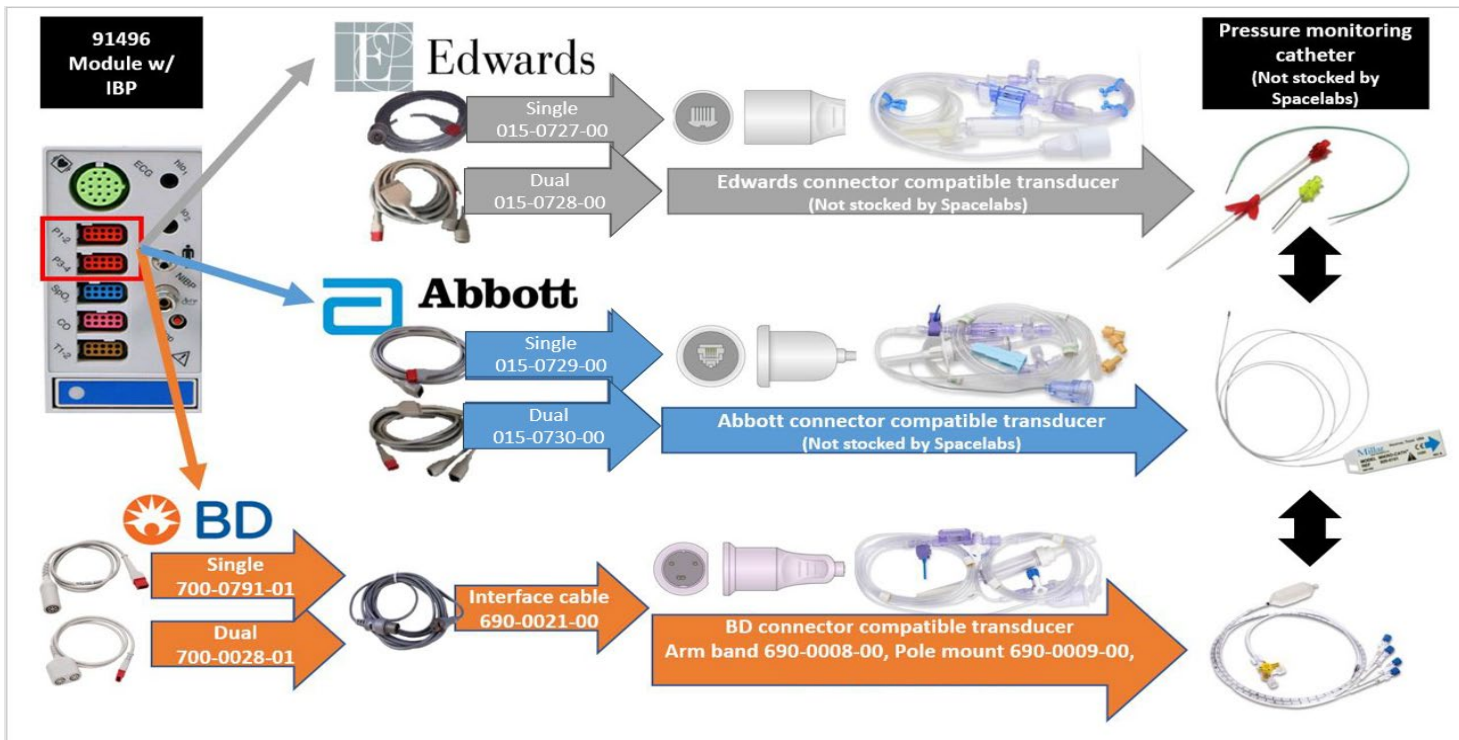 91496
Module w/
IBP
Edwards
Single
015-0727-00
Dual
015-0728-00
Edwards connector compatible transducer
(Not stocked by Spacelabs)
Pressure monitoring
catheter
(Not stocked by
Spacelabs)
ECG
P1-2
P3-4
SpO₂
CO
T1-2
hlo₁
NIBP
Abbott
Single
015-0729-00
Dual
015-0730-00
Abbott connector compatible transducer
(Not stocked by Spacelabs)
Millar
BD
Single
700-0791-01
Dual
700-0028-01
Interface cable
690-0021-00
BD connector compatible transducer
Arm band 690-0008-00, Pole mount 690-0009-00,